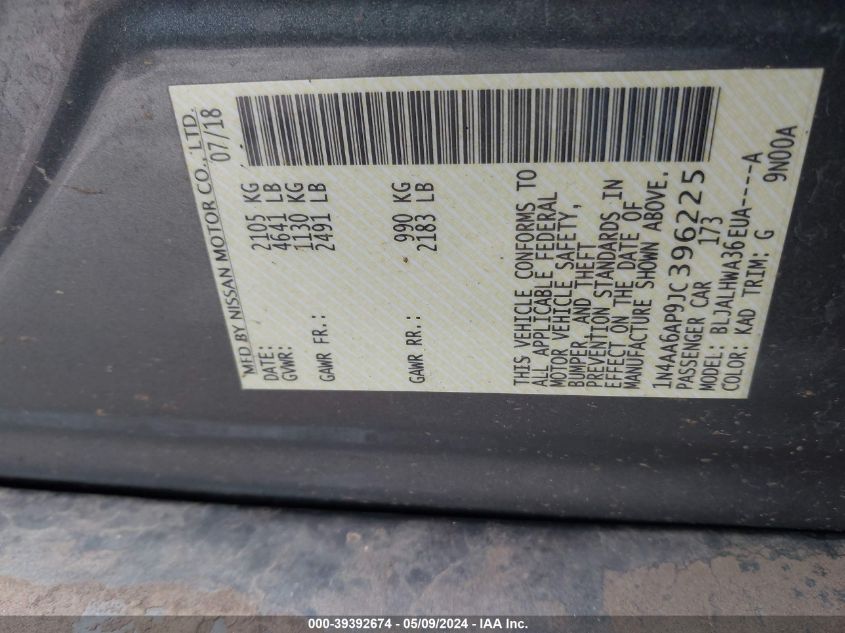 MFD BY NISSAN MOTOR CO., LTD.
DATE: 07/18
GVWR: 2105 KG
4641 LB
GAWR FR.: 1130 KG
2491 LB
GAWR RR.: 990 KG
2183 LB
THIS VEHICLE CONFORMS TO
ALL APPLICABLE FEDERAL
MOTOR VEHICLE SAFETY,
BUMPER, AND THEFT
PREVENTION STANDARDS IN
EFFECT ON THE DATE OF
MANUFACTURE SHOWN ABOVE.
1N4AA6AP9JC396225
PASSENGER CAR 173
MODEL: BLJALHWA36EUA----A
COLOR: KAD TRIM: G 9N00A
000-39392674 - 05/09/2024 - IAA Inc.